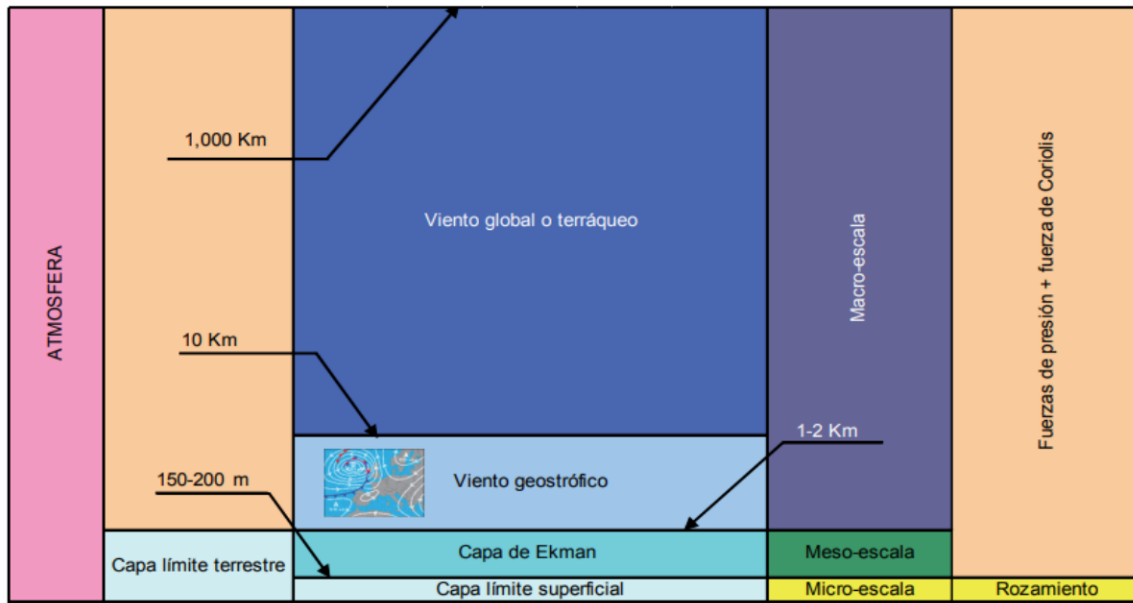 ATMOSFERA
1,000 Km
10 Km
150-200 m
Capa límite terrestre
Viento global o terráqueo
Viento geostrófico
Capa de Ekman
Capa límite superficial
Macro-escala
1-2 Km
Meso-escala
Micro-escala
Fuerzas de presión + fuerza de Coriolis
Rozamiento